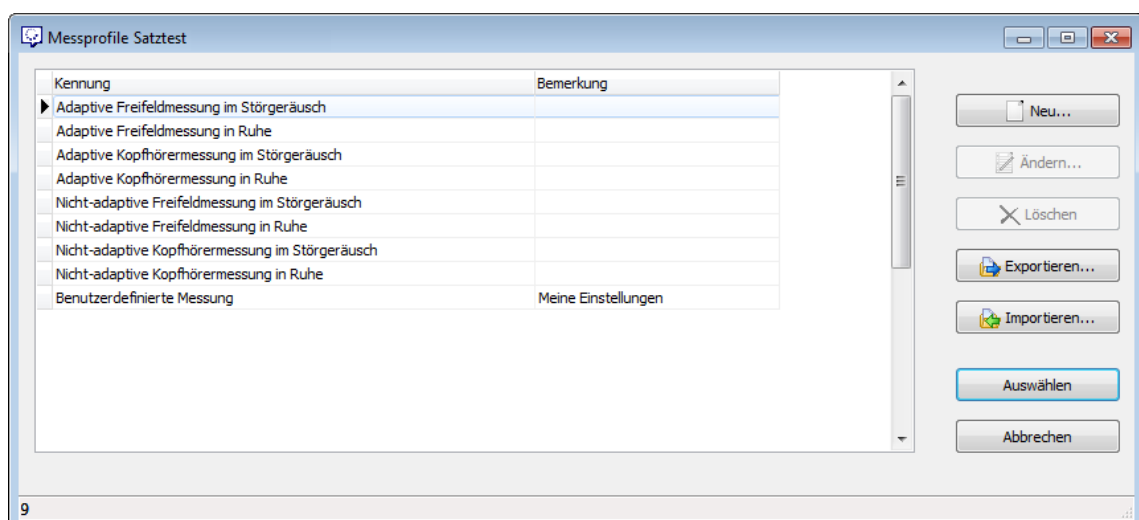 Messprofile Satztest
Kennung Bemerkung
Adaptive Freifeldmessung im Störgeräusch
Adaptive Freifeldmessung in Ruhe
Adaptive Kopfhörermessung im Störgeräusch
Adaptive Kopfhörermessung in Ruhe
Nicht-adaptive Freifeldmessung im Störgeräusch
Nicht-adaptive Freifeldmessung in Ruhe
Nicht-adaptive Kopfhörermessung im Störgeräusch
Nicht-adaptive Kopfhörermessung in Ruhe
Benutzerdefinierte Messung Meine Einstellungen
Neu...
Ändern...
Löschen
Exportieren...
Importieren...
Auswählen
Abbrechen
9